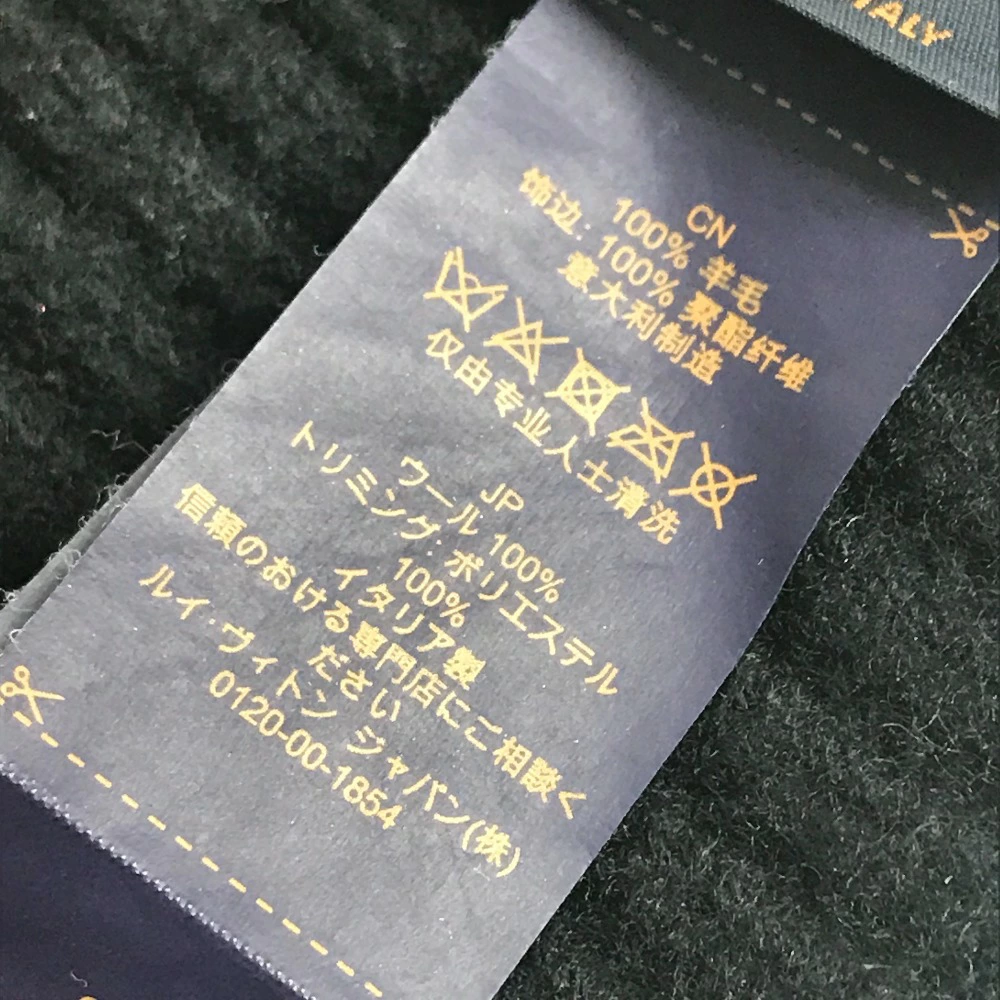 ITALY
CN
100% 羊毛
饰边: 100% 聚酯纤维
意大利制造
仅由专业人士清洗
JP
ウール 100%
トリミング: ポリエステル
100%
イタリア製
信頼のおける専門店にご相談く
ださい
ルイ・ヴィトン ジャパン(株)
0120-00-1854